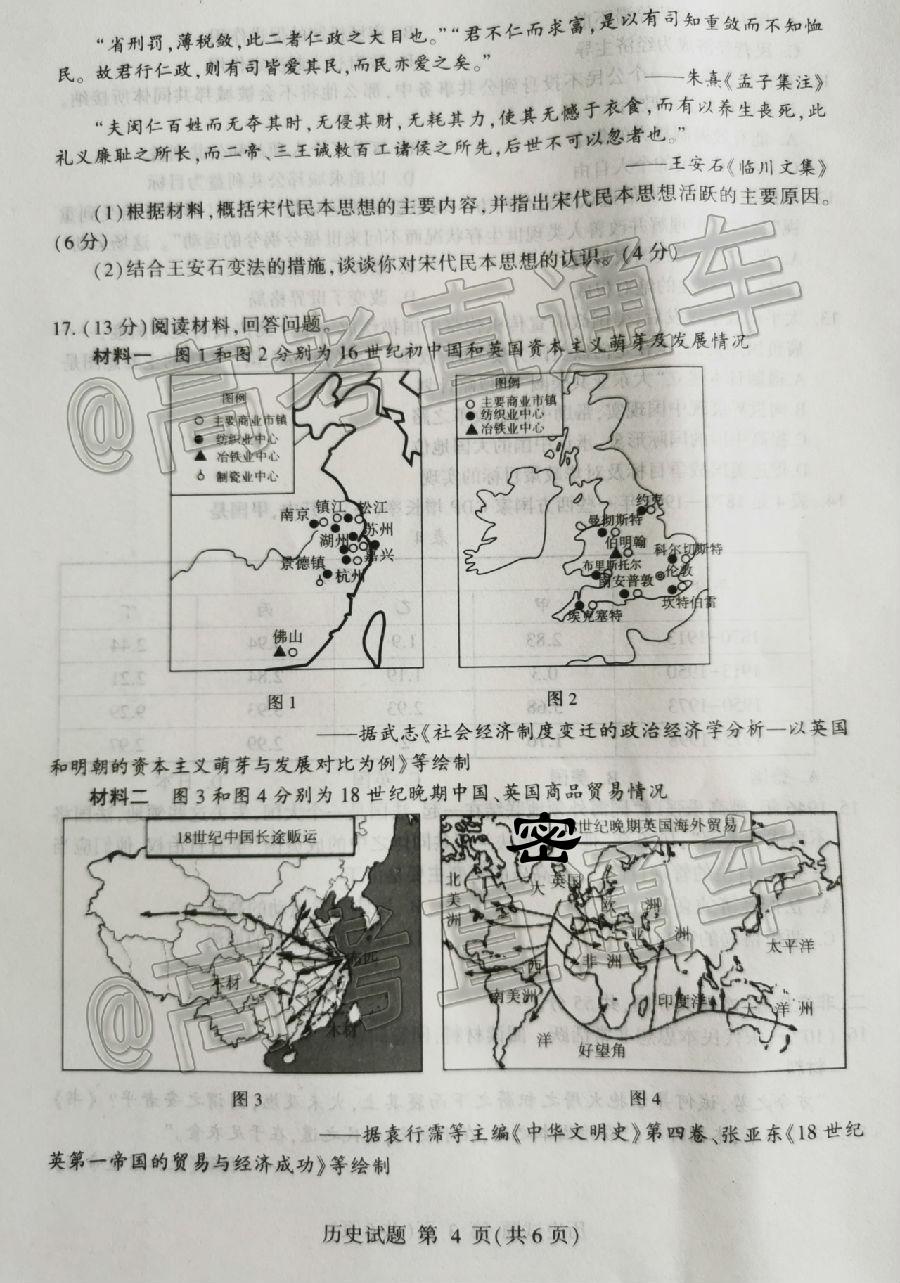 “省刑罚,薄税敛,此二者仁政之大目也。”“君不仁而求富,是以有司知重敛而不知恤
民。故君行仁政,则有司皆爱其民,而民亦爱之矣。”
——朱熹《孟子集注》
“夫闵仁百姓而无夺其时,无侵其财,无耗其力,使其无憾于衣食,而有以养生丧死,此
礼义廉耻之所长,而二帝、三王诚敕百工诸侯之所先,后世不可以忽者也。”
——王安石《临川文集》
(1)根据材料,概括宋代民本思想的主要内容,并指出宋代民本思想活跃的主要原因。
(6分)
(2)结合王安石变法的措施,谈谈你对宋代民本思想的认识。(4分)
17.(13分)阅读材料,回答问题。
材料一 图1和图2分别为16世纪初中国和英国资本主义萌芽及发展情况
图例
主要商业市镇
纺织业中心
冶铁业中心
制瓷业中心
南京
镇江
松江
苏州
湖州
嘉兴
景德镇
杭州
佛山
图例
主要商业市镇
纺织业中心
冶铁业中心
约克
曼彻斯特
伯明翰
科尔切斯特
布里斯托尔
伦敦
南安普敦
坎特伯雷
埃克塞特
图1
图2
——据武志《社会经济制度变迁的政治经济学分析—以英国
和明朝的资本主义萌芽与发展对比为例》等绘制
材料二 图3和图4分别为18世纪晚期中国、英国商品贸易情况
18世纪中国长途贩运
木材
木材
密
世纪晚期英国海外贸易
北美洲
大
英国
欧 洲
亚 洲
太平洋
西
非 洲
南美洲
印度洋
大 洋 州
洋
好望角
图3
图4
——据袁行霈等主编《中华文明史》第四卷、张亚东《18世纪
英第一帝国的贸易与经济成功》等绘制
历史试题 第 4 页(共6页)
@高考直通车
@高考直通车